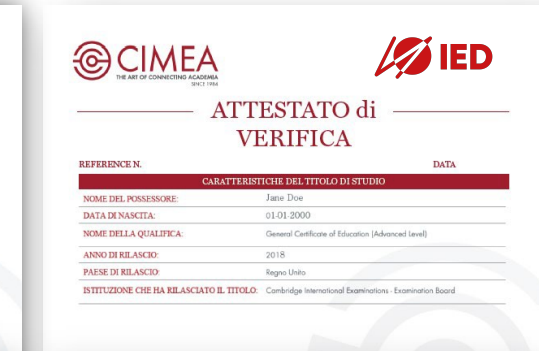 CIMEA
THE ART OF CONNECTING ACADEMIA
SINCE 1984
IED
ATTESTATO di
VERIFICA
REFERENCE N. DATA
CARATTERISTICHE DEL TITOLO DI STUDIO
NOME DEL POSSESSORE: Jane Doe
DATA DI NASCITA: 01-01-2000
NOME DELLA QUALIFICA: General Certificate of Education (Advanced Level)
ANNO DI RILASCIO: 2018
PAESE DI RILASCIO: Regno Unito
ISTITUZIONE CHE HA RILASCIATO IL TITOLO: Cambridge International Examinations - Examination Board